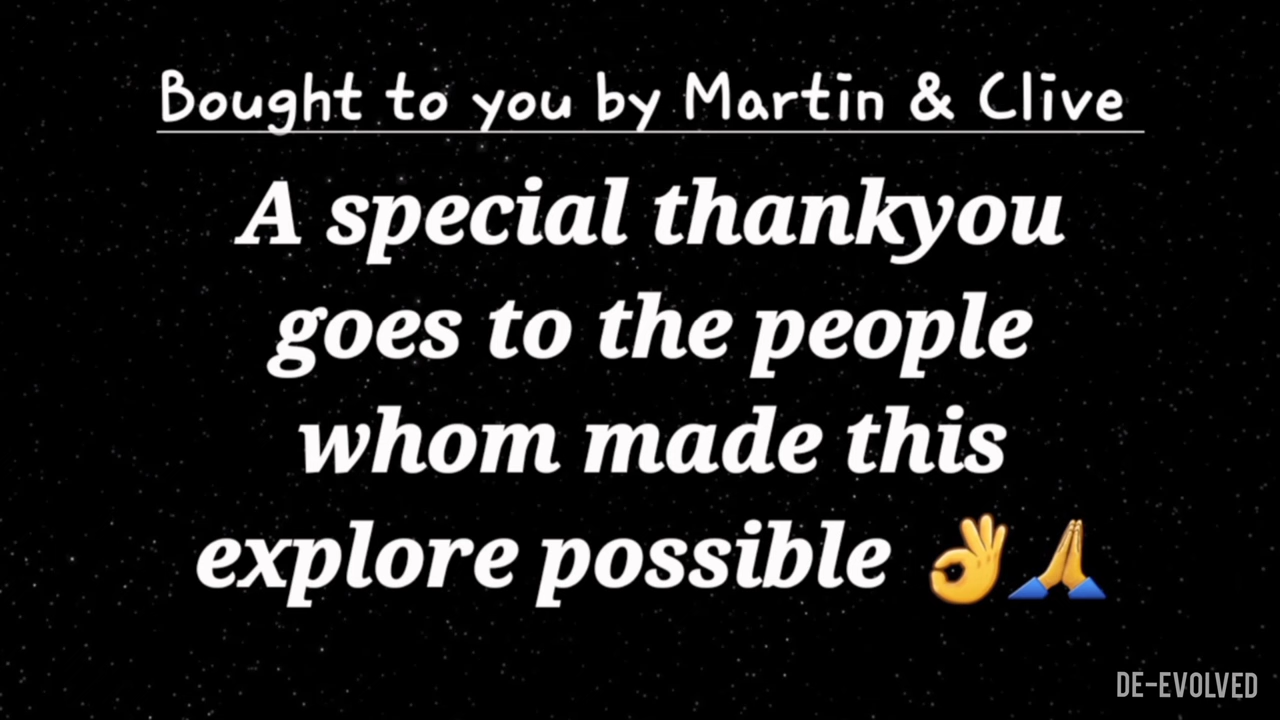 Bought to you by Martin & Clive
A special thankyou
goes to the people
whom made this
explore possible 👌🙏
DE-EVOLVED